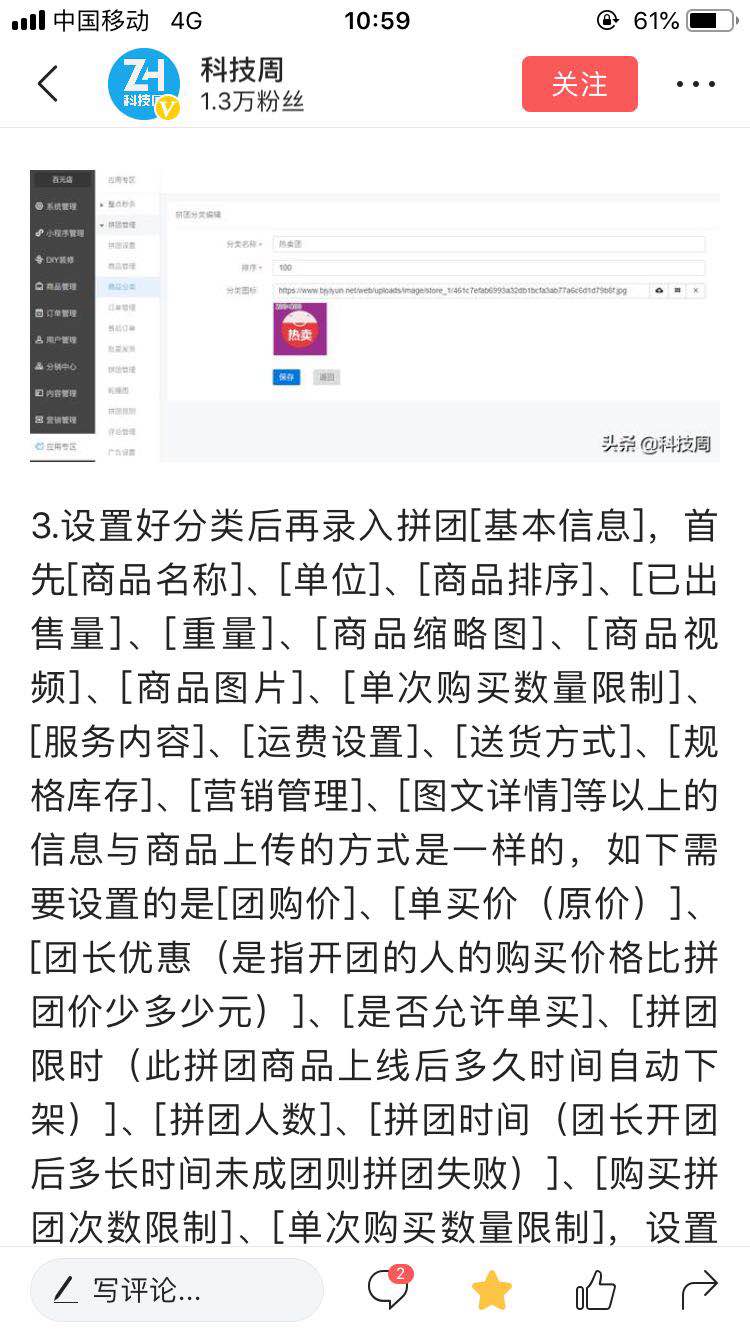 中国移动 4G 10:59 61%
科技周
1.3万粉丝
关注
ZH
科技周
V
百元店
系统管理
小程序管理
DIY装修
商品管理
订单管理
用户管理
分销中心
内容管理
营销管理
应用专区
应用专区
整点秒杀
拼团管理
拼团设置
商品管理
商品分类
订单管理
售后订单
批量发货
拼团管理
轮播图
拼团规则
评论管理
广告设置
拼团分类编辑
分类名称 热卖团
排序 100
分类图标
热卖
保存 返回
头条 @科技周
3.设置好分类后再录入拼团[基本信息]，首
先[商品名称]、[单位]、[商品排序]、[已出
售量]、[重量]、[商品缩略图]、[商品视
频]、[商品图片]、[单次购买数量限制]、
[服务内容]、[运费设置]、[送货方式]、[规
格库存]、[营销管理]、[图文详情]等以上的
信息与商品上传的方式是一样的，如下需
要设置的是[团购价]、[单买价（原价）]、
[团长优惠（是指开团的人的购买价格比拼
团价少多少元）]、[是否允许单买]、[拼团
限时（此拼团商品上线后多久时间自动下
架）]、[拼团人数]、[拼团时间（团长开团
后多长时间未成团则拼团失败）]、[购买拼
团次数限制]、[单次购买数量限制]，设置
写评论...
2